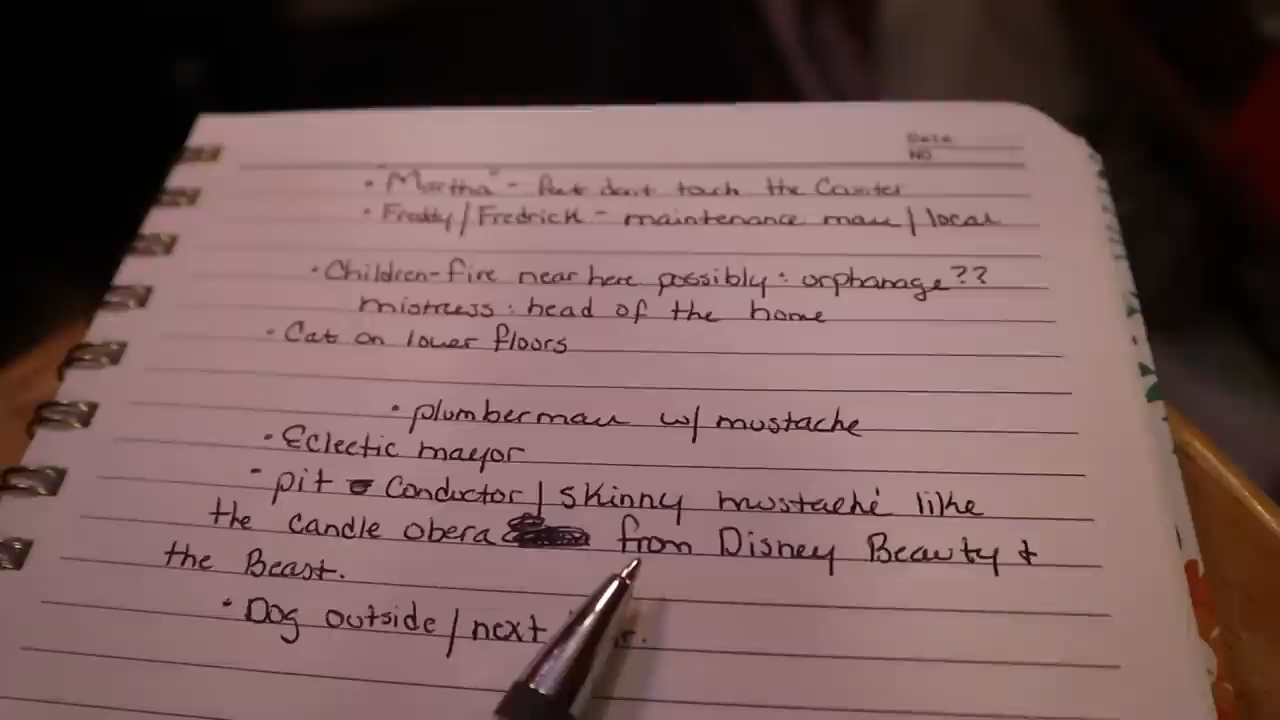 Date
NO
• "Martha" - don't touch the Counter
• Freddy/Fredrick - maintenance man/local
• Children-fire near here possibly: orphanage??
mistress: head of the home
• Cat on lower floors
• plumberman w/ mustache
• Eclectic mayor
- pit - Conductor/skinny mustaché like
the candle obera from Disney Beauty +
the Beast.
• Dog outside/next